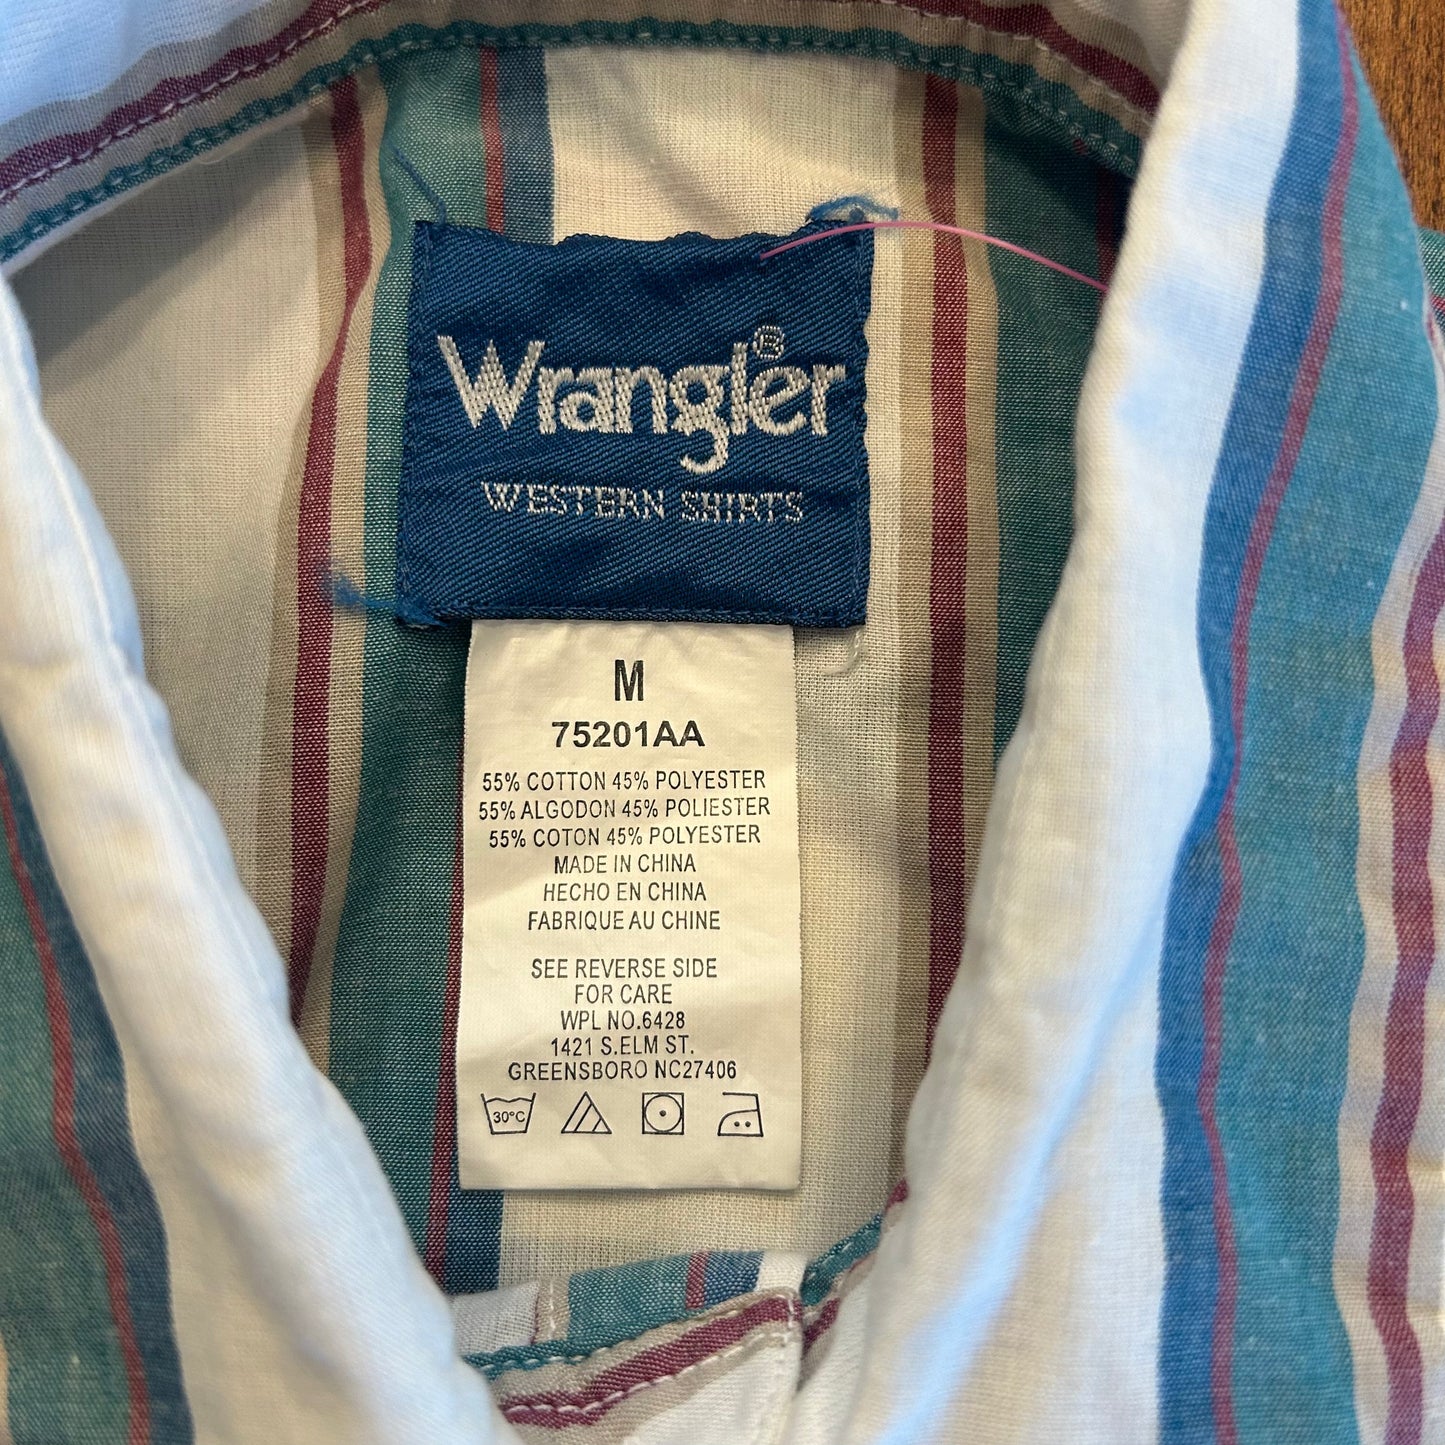 Wrangler®
WESTERN SHIRTS
M
75201AA
55% COTTON 45% POLYESTER
55% ALGODON 45% POLIESTER
55% COTON 45% POLYESTER
MADE IN CHINA
HECHO EN CHINA
FABRIQUE AU CHINE
SEE REVERSE SIDE
FOR CARE
WPL NO.6428
1421 S.ELM ST.
GREENSBORO NC27406
30°C